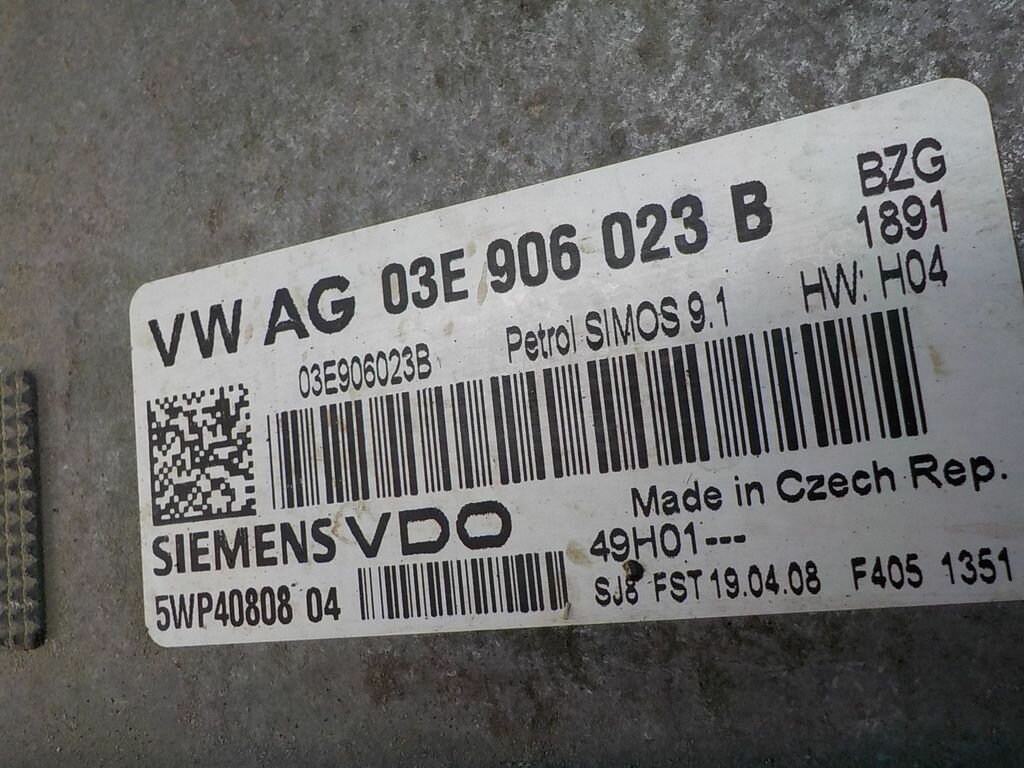 VW AG 03E 906 023 B
BZG
1891
03E906023B Petrol SIMOS 9.1 HW: H04
Made in Czech Rep.
SIEMENS VDO 49H01---
5WP40808 04 SJ8 FST 19.04.08 F405 1351